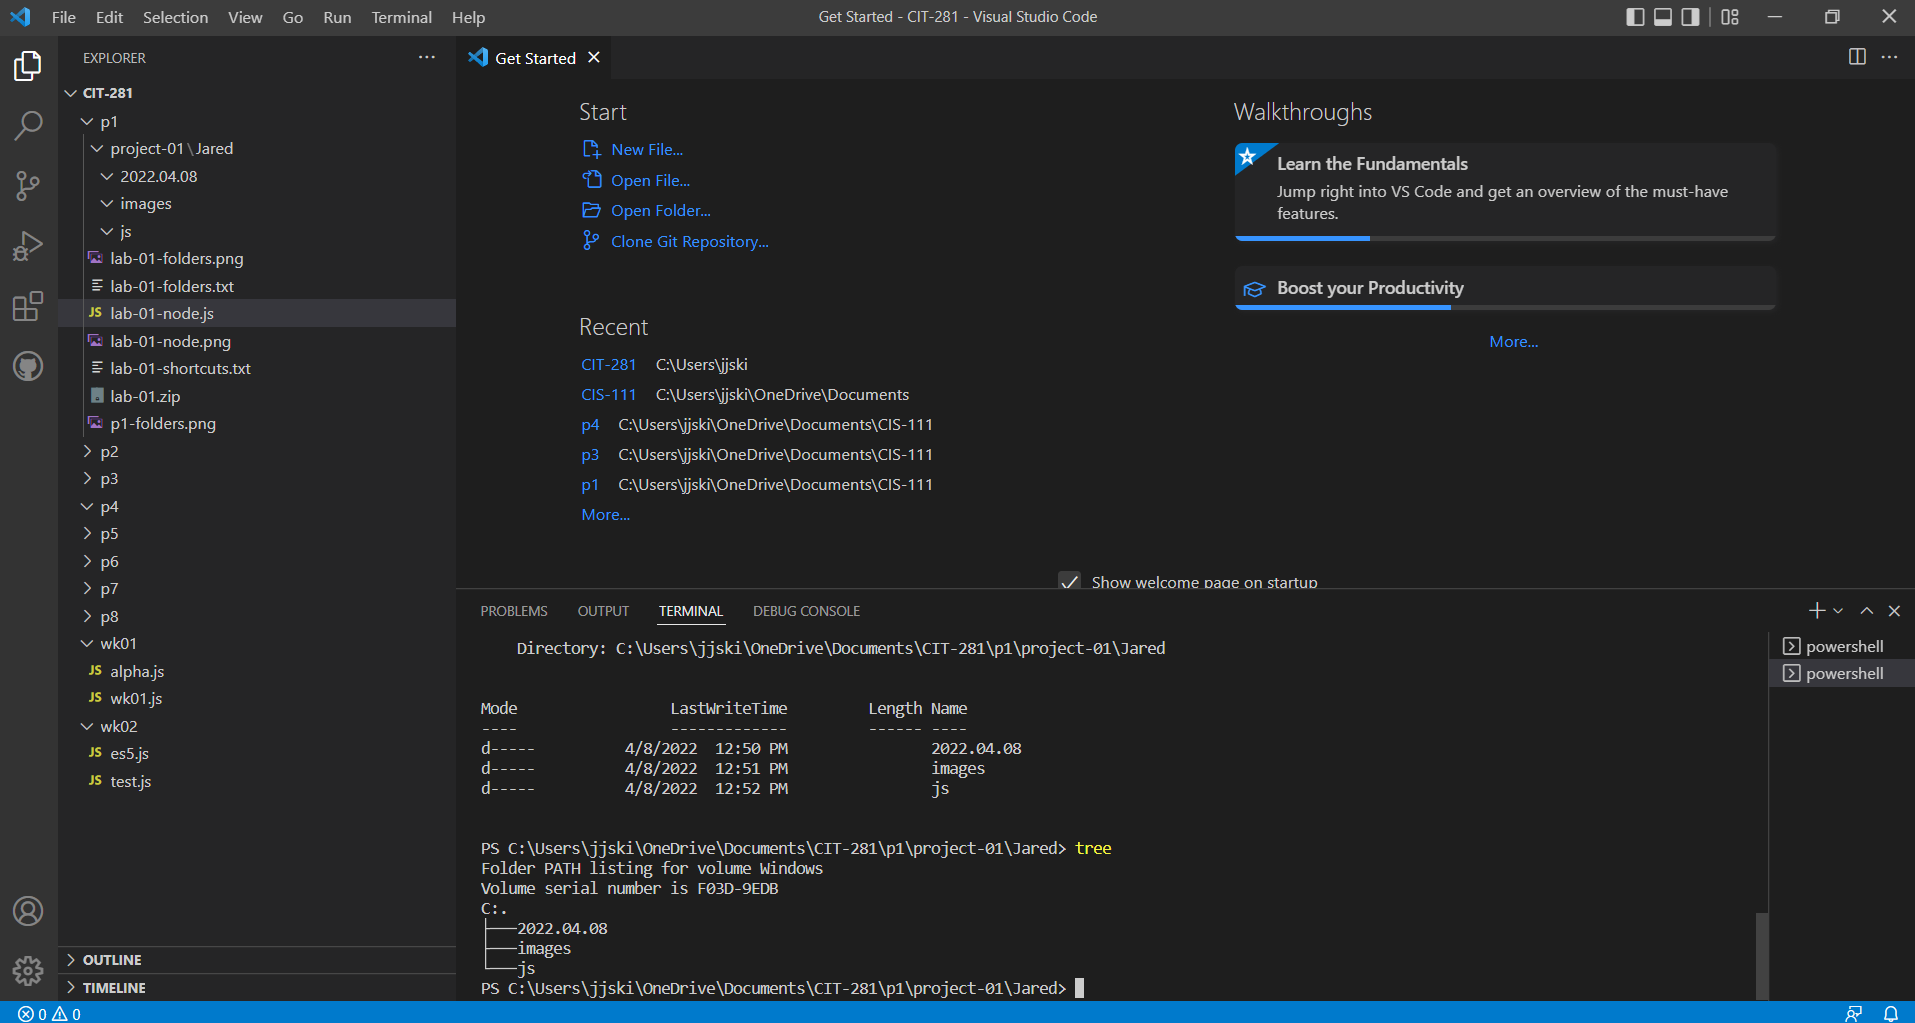 File Edit Selection View Go Run Terminal Help
Get Started - CIT-281 - Visual Studio Code
EXPLORER
CIT-281
p1
project-01\Jared
2022.04.08
images
js
lab-01-folders.png
lab-01-folders.txt
JS lab-01-node.js
lab-01-node.png
lab-01-shortcuts.txt
lab-01.zip
p1-folders.png
p2
p3
p4
p5
p6
p7
p8
wk01
JS alpha.js
JS wk01.js
wk02
JS es5.js
JS test.js
OUTLINE
TIMELINE
Get Started
Start
New File...
Open File...
Open Folder...
Clone Git Repository...
Recent
CIT-281 C:\Users\jjski
CIS-111 C:\Users\jjski\OneDrive\Documents
p4 C:\Users\jjski\OneDrive\Documents\CIS-111
p3 C:\Users\jjski\OneDrive\Documents\CIS-111
p1 C:\Users\jjski\OneDrive\Documents\CIS-111
More...
Walkthroughs
Learn the Fundamentals
Jump right into VS Code and get an overview of the must-have
features.
Boost your Productivity
More...
Show welcome page on startup
PROBLEMS OUTPUT TERMINAL DEBUG CONSOLE
Directory: C:\Users\jjski\OneDrive\Documents\CIT-281\p1\project-01\Jared
Mode LastWriteTime Length Name
---- ------------- ------ ----
d----- 4/8/2022 12:50 PM 2022.04.08
d----- 4/8/2022 12:51 PM images
d----- 4/8/2022 12:52 PM js
PS C:\Users\jjski\OneDrive\Documents\CIT-281\p1\project-01\Jared> tree
Folder PATH listing for volume Windows
Volume serial number is F03D-9EDB
C:.
├───2022.04.08
├───images
└───js
PS C:\Users\jjski\OneDrive\Documents\CIT-281\p1\project-01\Jared>
powershell
powershell
0 0